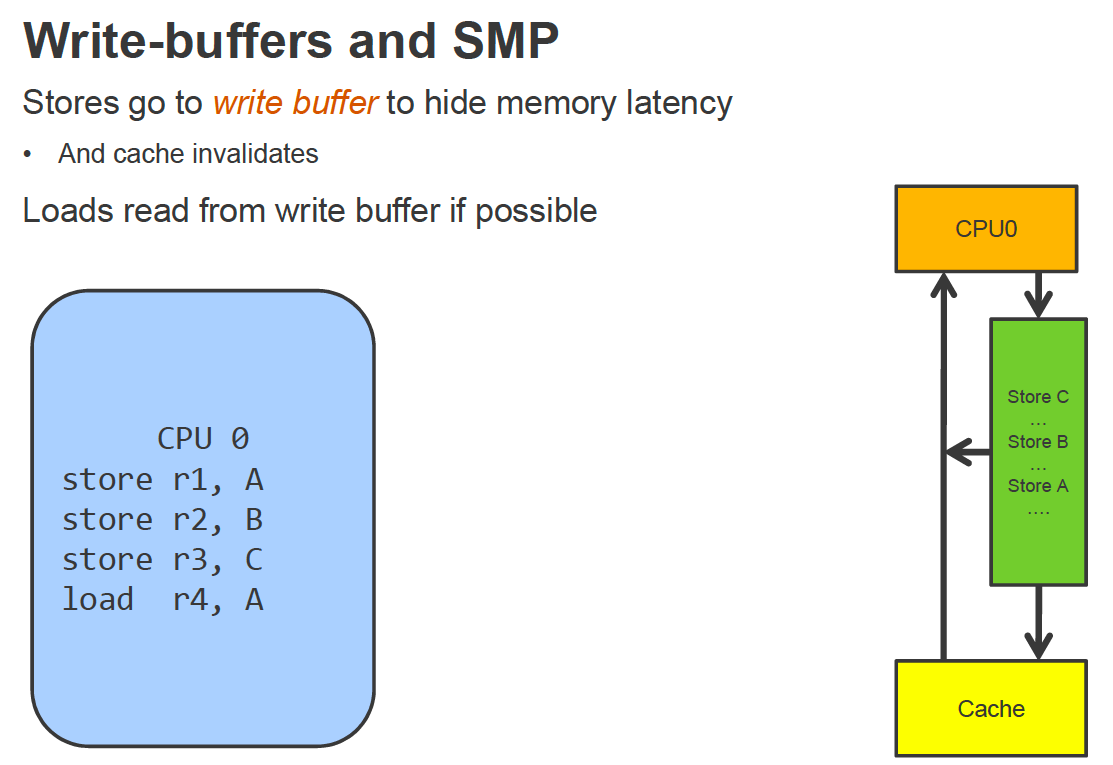 Write-buffers and SMP
Stores go to write buffer to hide memory latency
• And cache invalidates
Loads read from write buffer if possible
CPU 0
store r1, A
store r2, B
store r3, C
load  r4, A
CPU0
Store C
...
Store B
...
Store A
....
Cache